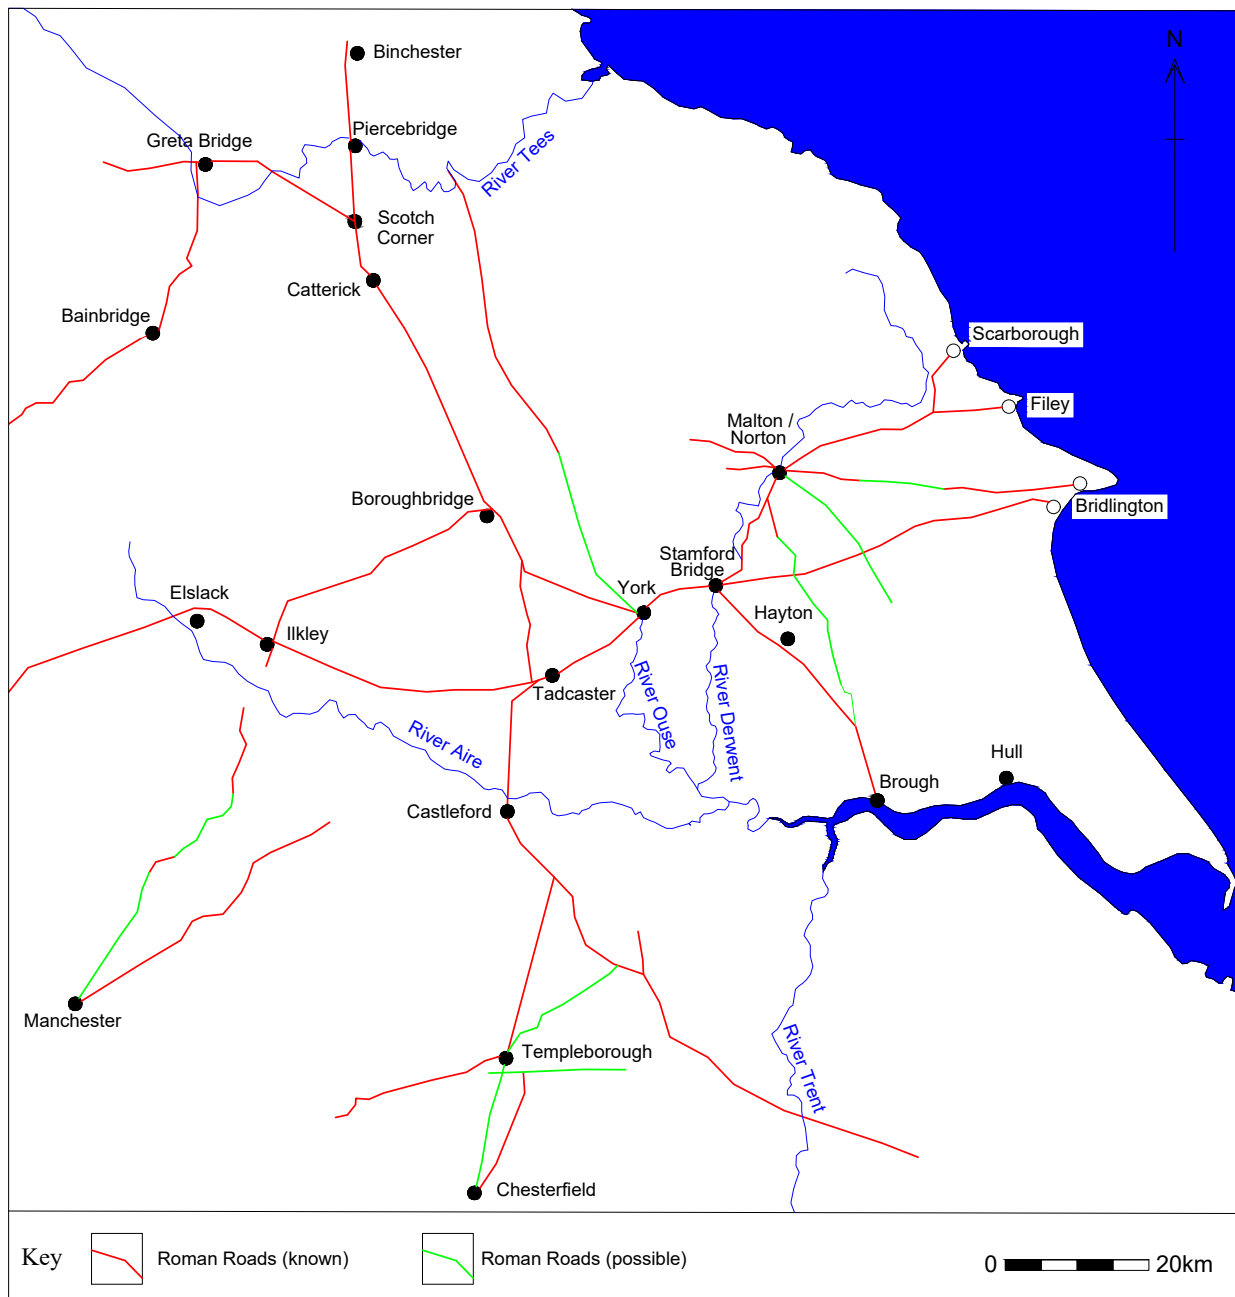 N
Binchester
Piercebridge
Greta Bridge
River Tees
Scotch
Corner
Catterick
Bainbridge
Scarborough
Filey
Malton /
Norton
Boroughbridge
Bridlington
Stamford
Bridge
Elslack
York
Hayton
Ilkley
Tadcaster
River Ouse
River Derwent
River Aire
Hull
Brough
Castleford
Manchester
Templeborough
River Trent
Chesterfield
Key
Roman Roads (known)
Roman Roads (possible)
0 20km